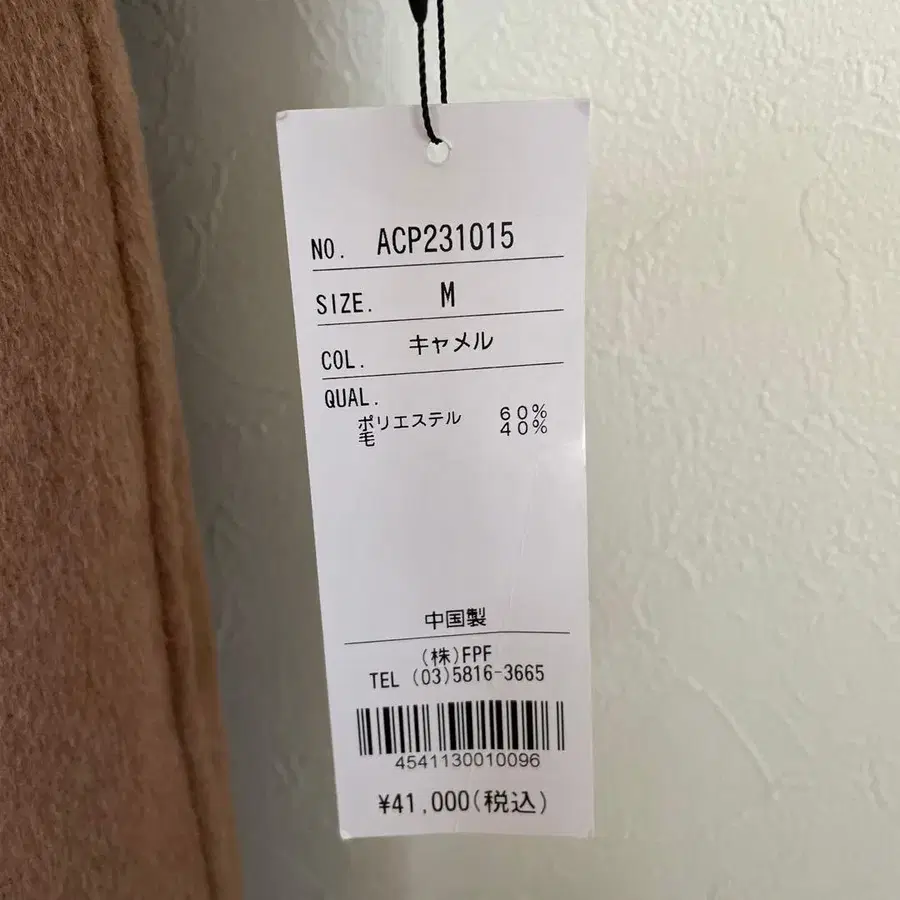 NO. ACP231015
SIZE. M
COL. キャメル
QUAL.
ポリエステル 60%
毛 40%
中国製
(株)FPF
TEL (03)5816-3665
4541130010096
¥41,000(税込)